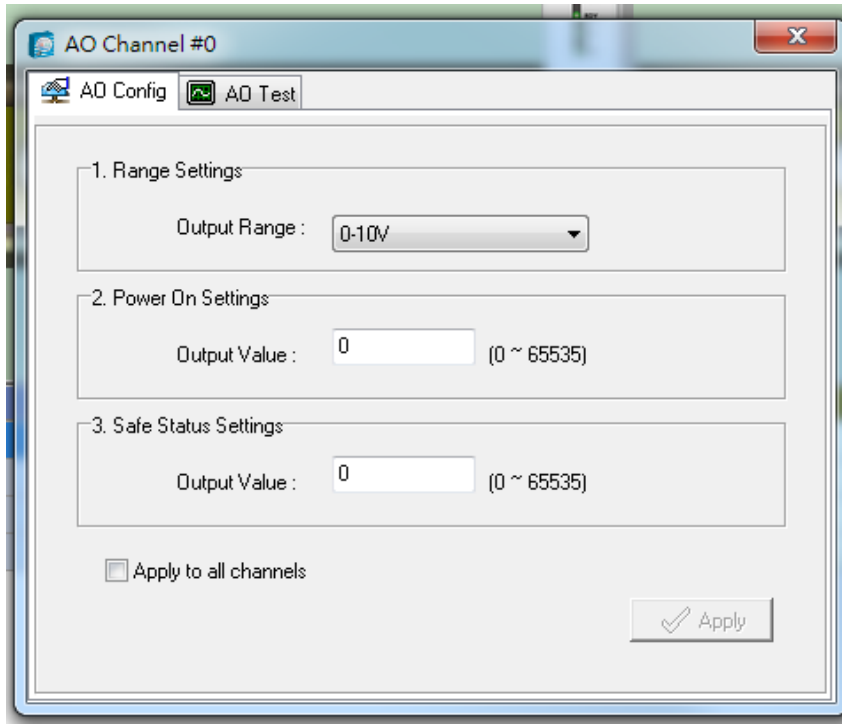 AO Channel #0
AO Config AO Test
1. Range Settings
Output Range : 0-10V
2. Power On Settings
Output Value : 0 (0 ~ 65535)
3. Safe Status Settings
Output Value : 0 (0 ~ 65535)
Apply to all channels
Apply